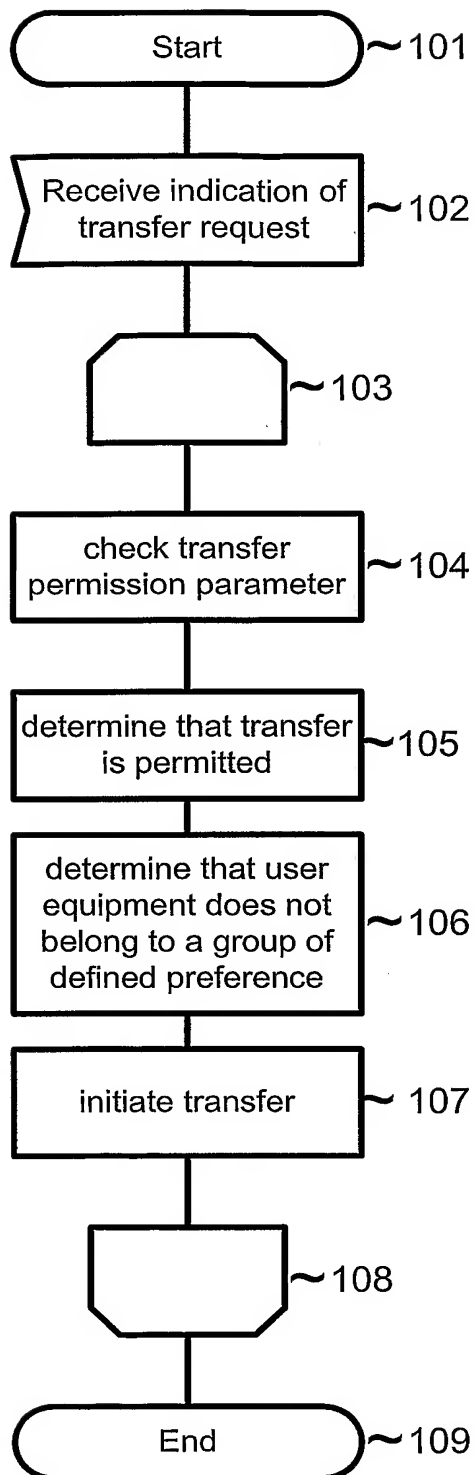 Start
~101
Receive indication of
transfer request
~102
~103
check transfer
permission parameter
~104
determine that transfer
is permitted
~105
determine that user
equipment does not
belong to a group of
defined preference
~106
initiate transfer
~107
~108
End
~109